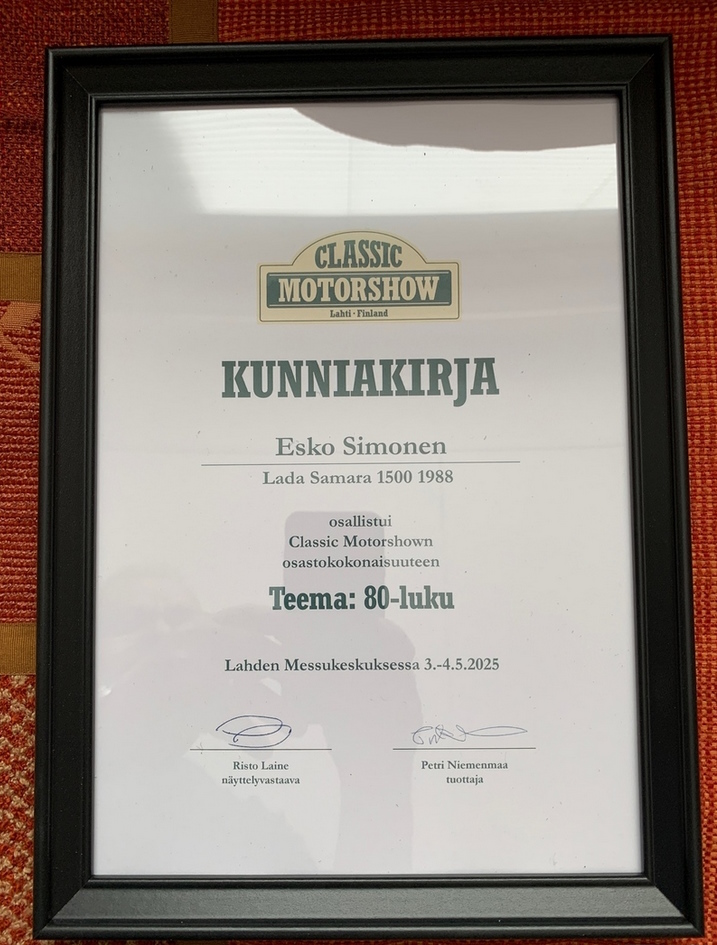 CLASSIC
MOTORSHOW
Lahti - Finland
KUNNIAKIRJA
Esko Simonen
Lada Samara 1500 1988
osallistui
Classic Motorshown
osastokokonaisuuteen
Teema: 80-luku
Lahden Messukeskuksessa 3.-4.5.2025
Risto Laine
näyttelyvastaava
Petri Niemenmaa
tuottaja